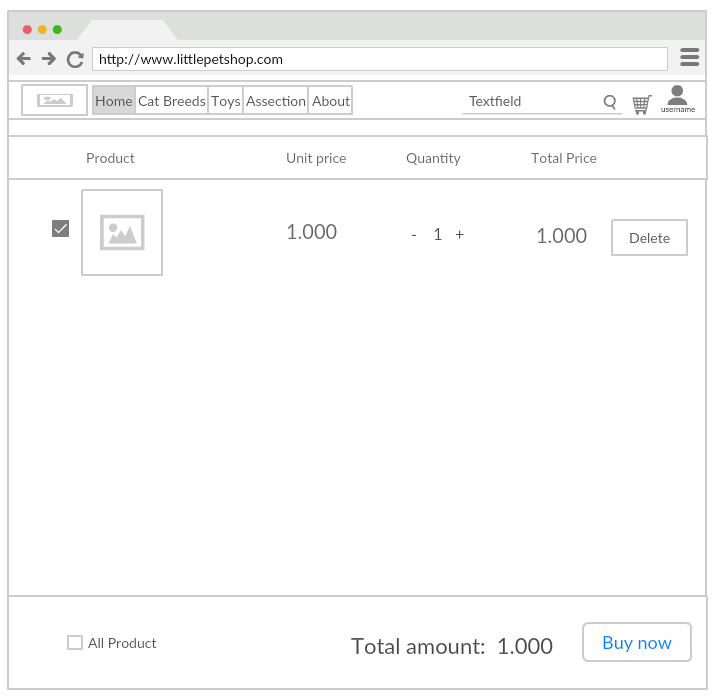 http://www.littlepetshop.com
Home Cat Breeds Toys Assection About Textfield username
Product Unit price Quantity Total Price
1.000 - 1 + 1.000 Delete
All Product Total amount: 1.000 Buy now